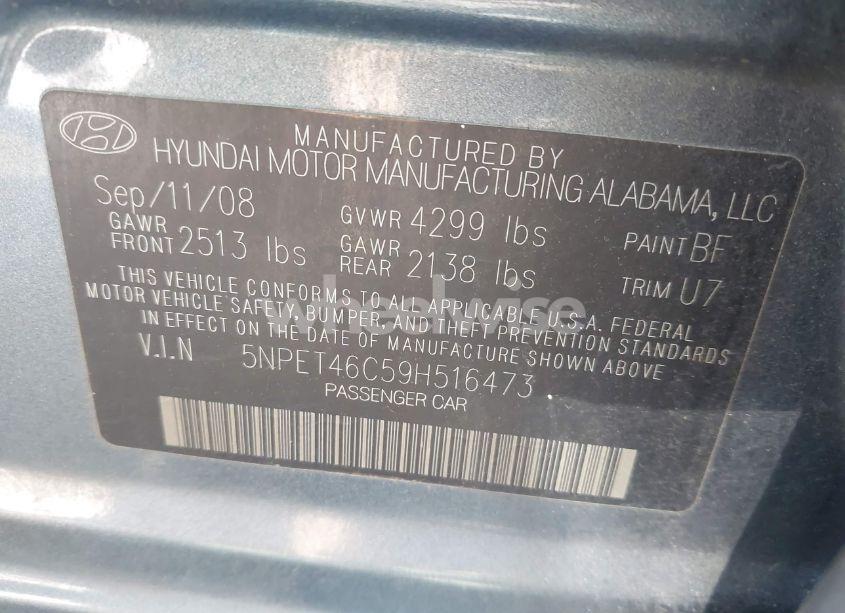 MANUFACTURED BY
HYUNDAI MOTOR MANUFACTURING ALABAMA, LLC
Sep/11/08 GVWR 4299 lbs PAINT BF
GAWR FRONT 2513 lbs GAWR REAR 2138 lbs TRIM U7
THIS VEHICLE CONFORMS TO ALL APPLICABLE U.S.A. FEDERAL
MOTOR VEHICLE SAFETY, BUMPER, AND THEFT PREVENTION STANDARDS
IN EFFECT ON THE DATE OF MANUFACTURE SHOWN ABOVE
V.I.N 5NPET46C59H516473
PASSENGER CAR
wheelwise